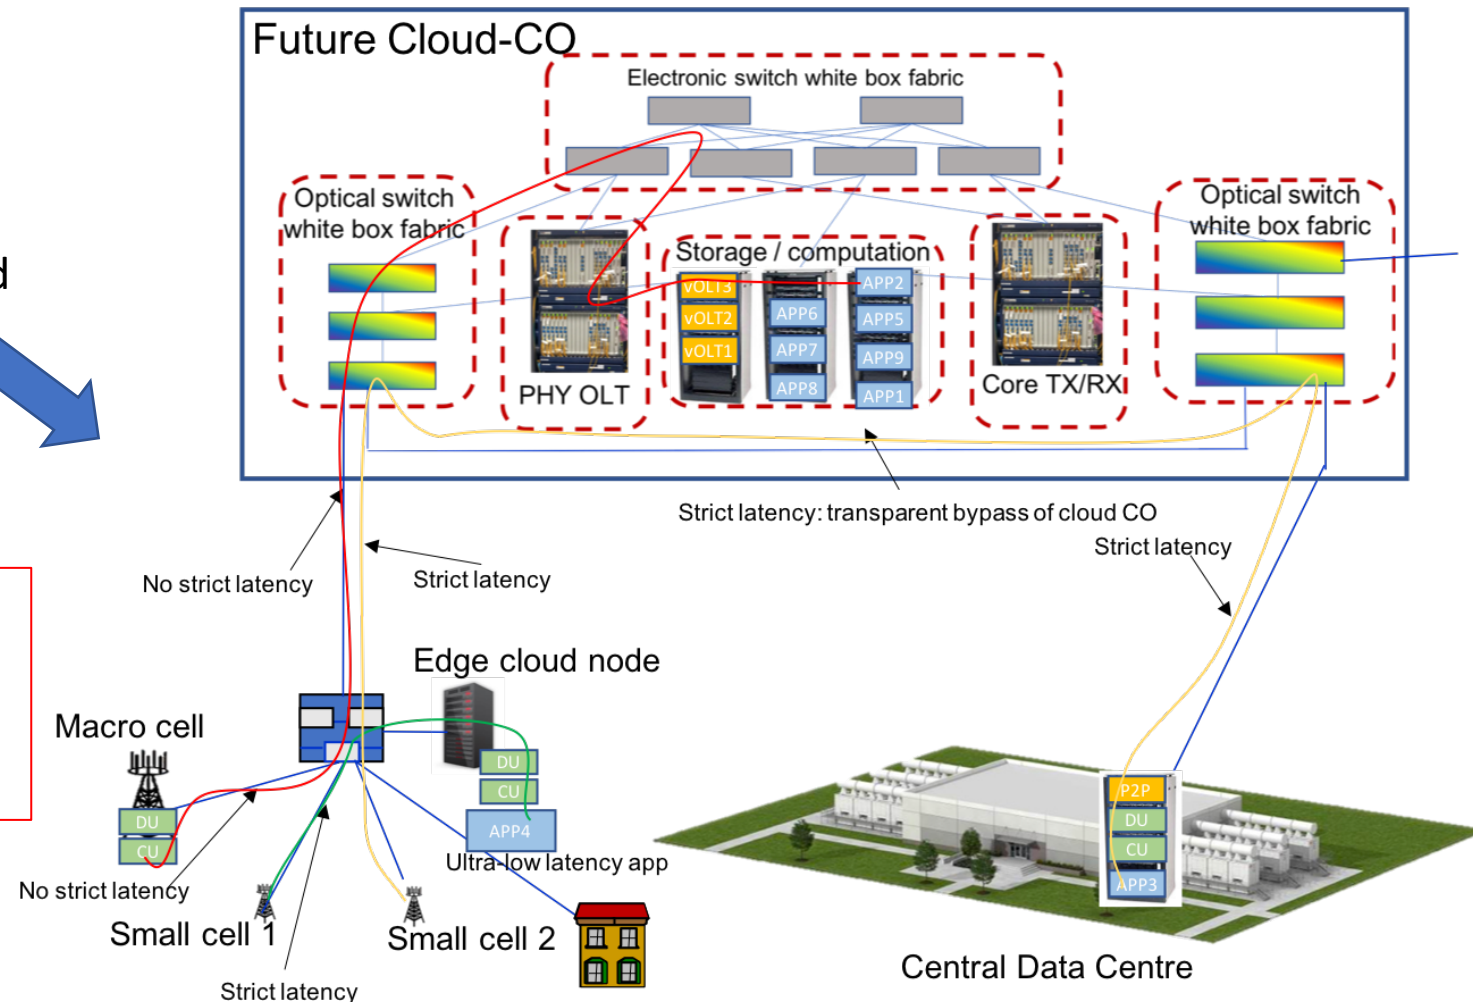 Future Cloud-CO
Electronic switch white box fabric
Optical switch
white box fabric
Optical switch
white box fabric
d
Storage / computation
vOLT3
vOLT2
vOLT1
APP6
APP7
APP8
APP2
APP5
APP9
APP1
PHY OLT
Core TX/RX
Strict latency: transparent bypass of cloud CO
Strict latency
No strict latency
Strict latency
Edge cloud node
Macro cell
DU
CU
DU
CU
APP4
Ultra-low latency app
No strict latency
Small cell 1
Small cell 2
Strict latency
P2P
DU
CU
APP3
Central Data Centre